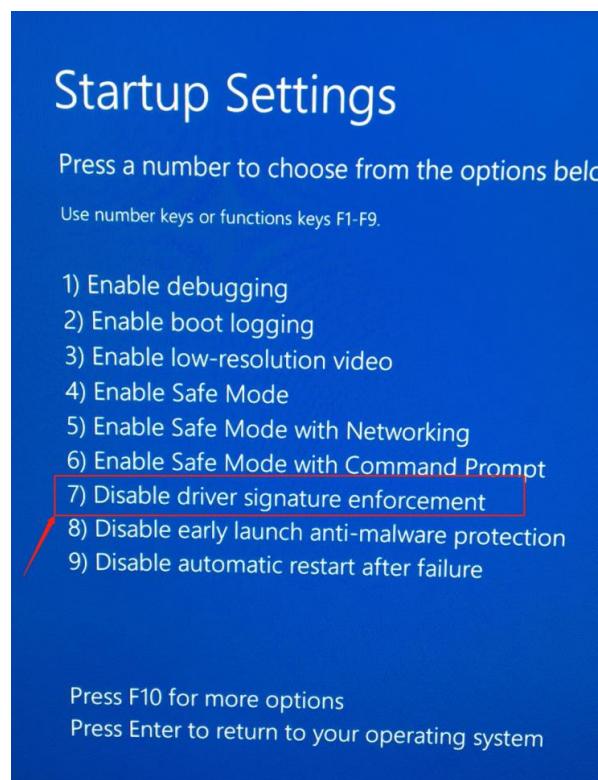 Startup Settings
Press a number to choose from the options
Use number keys or functions keys F1-F9.
1) Enable debugging
2) Enable boot logging
3) Enable low-resolution video
4) Enable Safe Mode
5) Enable Safe Mode with Networking
6) Enable Safe Mode with Command Prompt
7) Disable driver signature enforcement
8) Disable early launch anti-malware protection
9) Disable automatic restart after failure
Press F10 for more options
Press Enter to return to your operating system